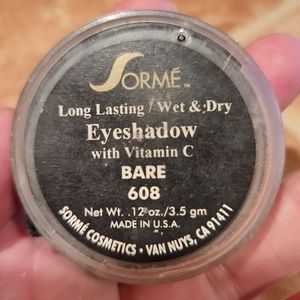 SORMÉ™
Long Lasting / Wet & Dry
Eyeshadow
with Vitamin C
BARE
608
Net Wt. .12 oz./3.5 gm
MADE IN U.S.A.
SORMÉ COSMETICS • VAN NUYS, CA 91411